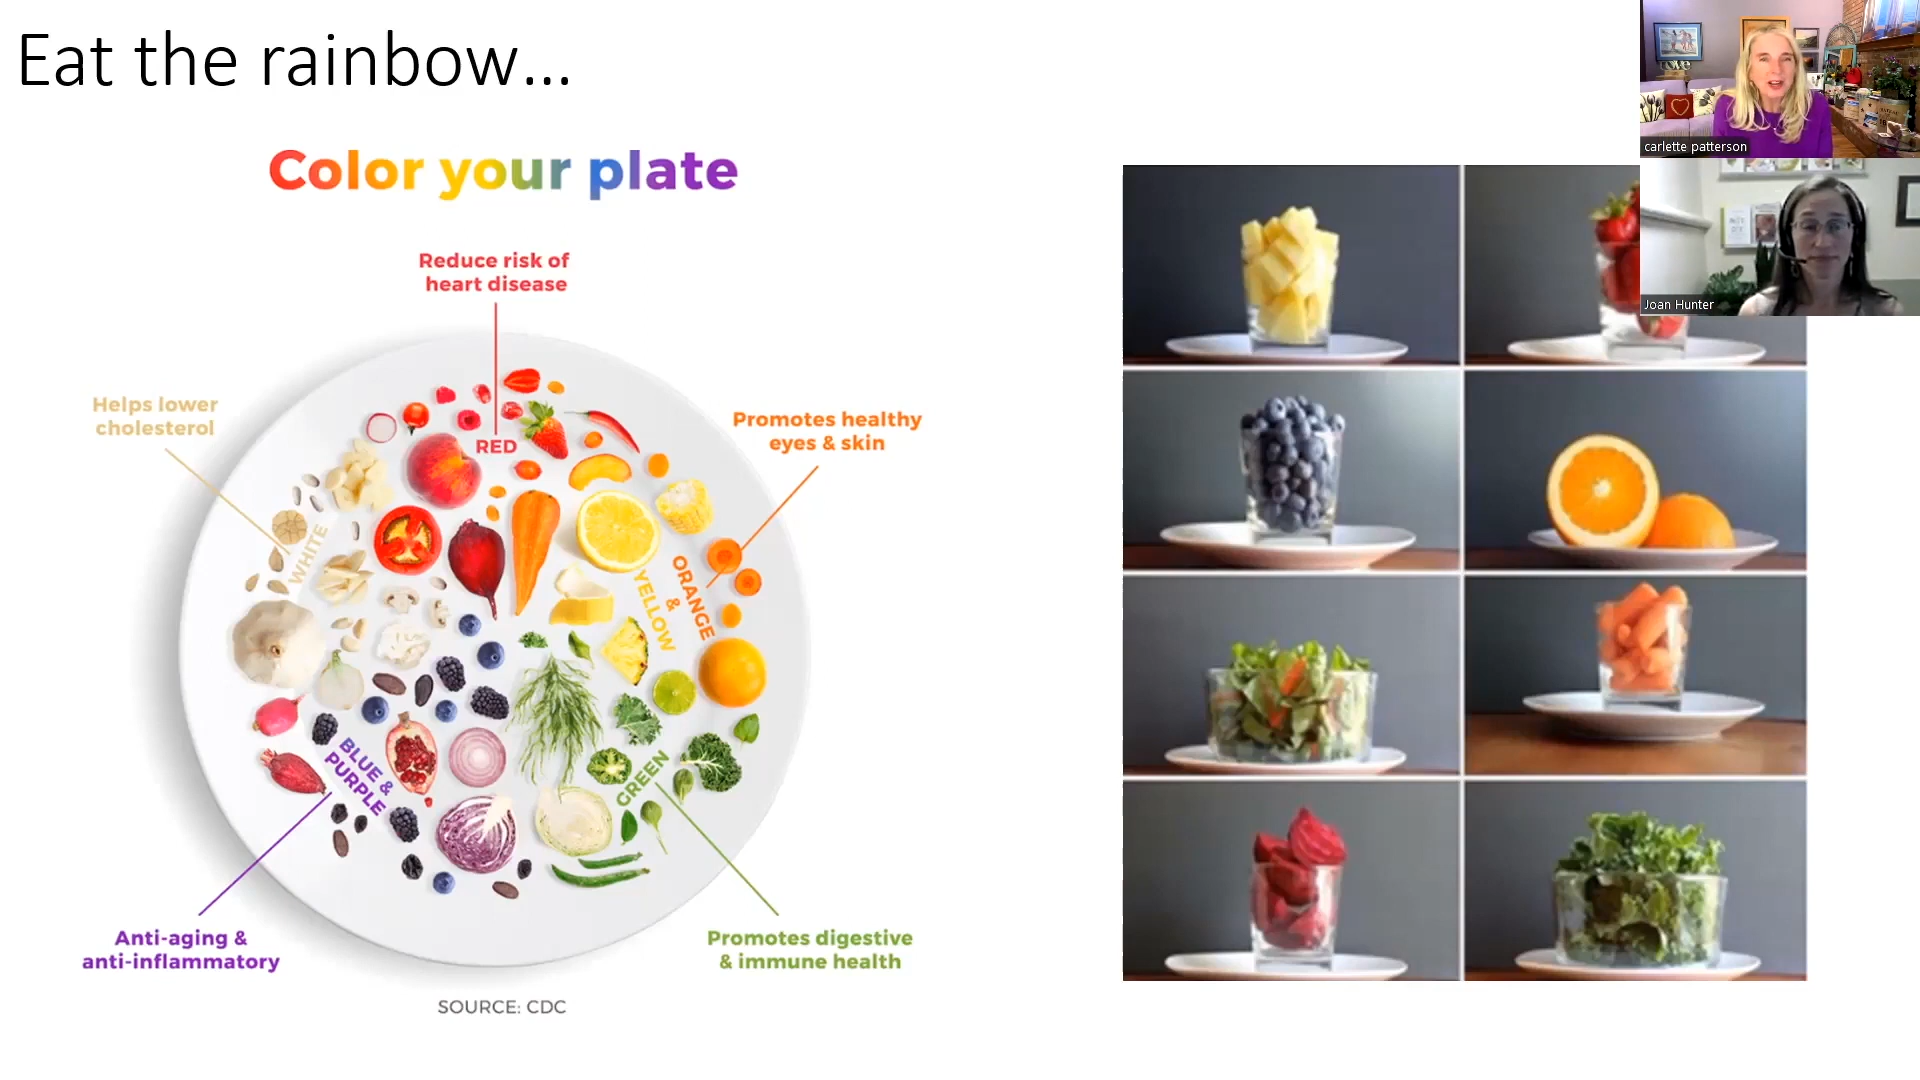 Eat the rainbow...
carlette patterson
Joan Hunter
Color your plate
Reduce risk of
heart disease
Helps lower
cholesterol
Promotes healthy
eyes & skin
RED
WHITE
ORANGE
&
YELLOW
BLUE &
PURPLE
GREEN
Anti-aging &
anti-inflammatory
Promotes digestive
& immune health
SOURCE: CDC